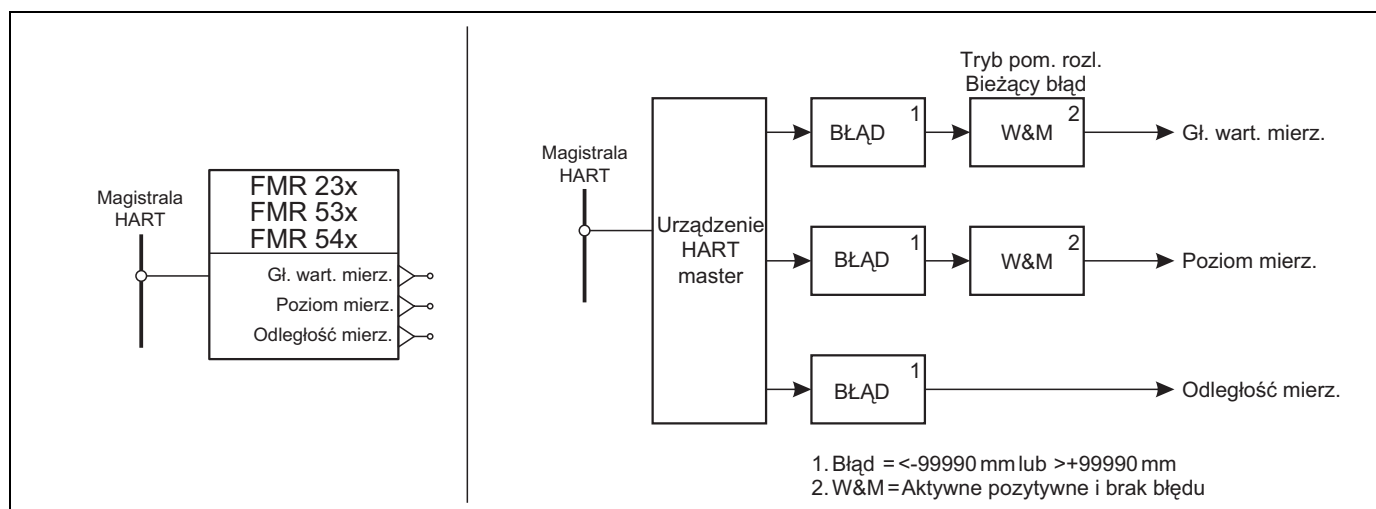 Magistrala
HART
FMR 23x
FMR 53x
FMR 54x
Gł. wart. mierz.
Poziom mierz.
Odległość mierz.
Magistrala
HART
Urządzenie
HART
master
Tryb pom. rozl.
Bieżący błąd
BŁĄD 1
W&M 2
Gł. wart. mierz.
BŁĄD 1
W&M 2
Poziom mierz.
BŁĄD 1
Odległość mierz.
1. Błąd = <-99990 mm lub >+99990 mm
2. W&M = Aktywne pozytywne i brak błędu